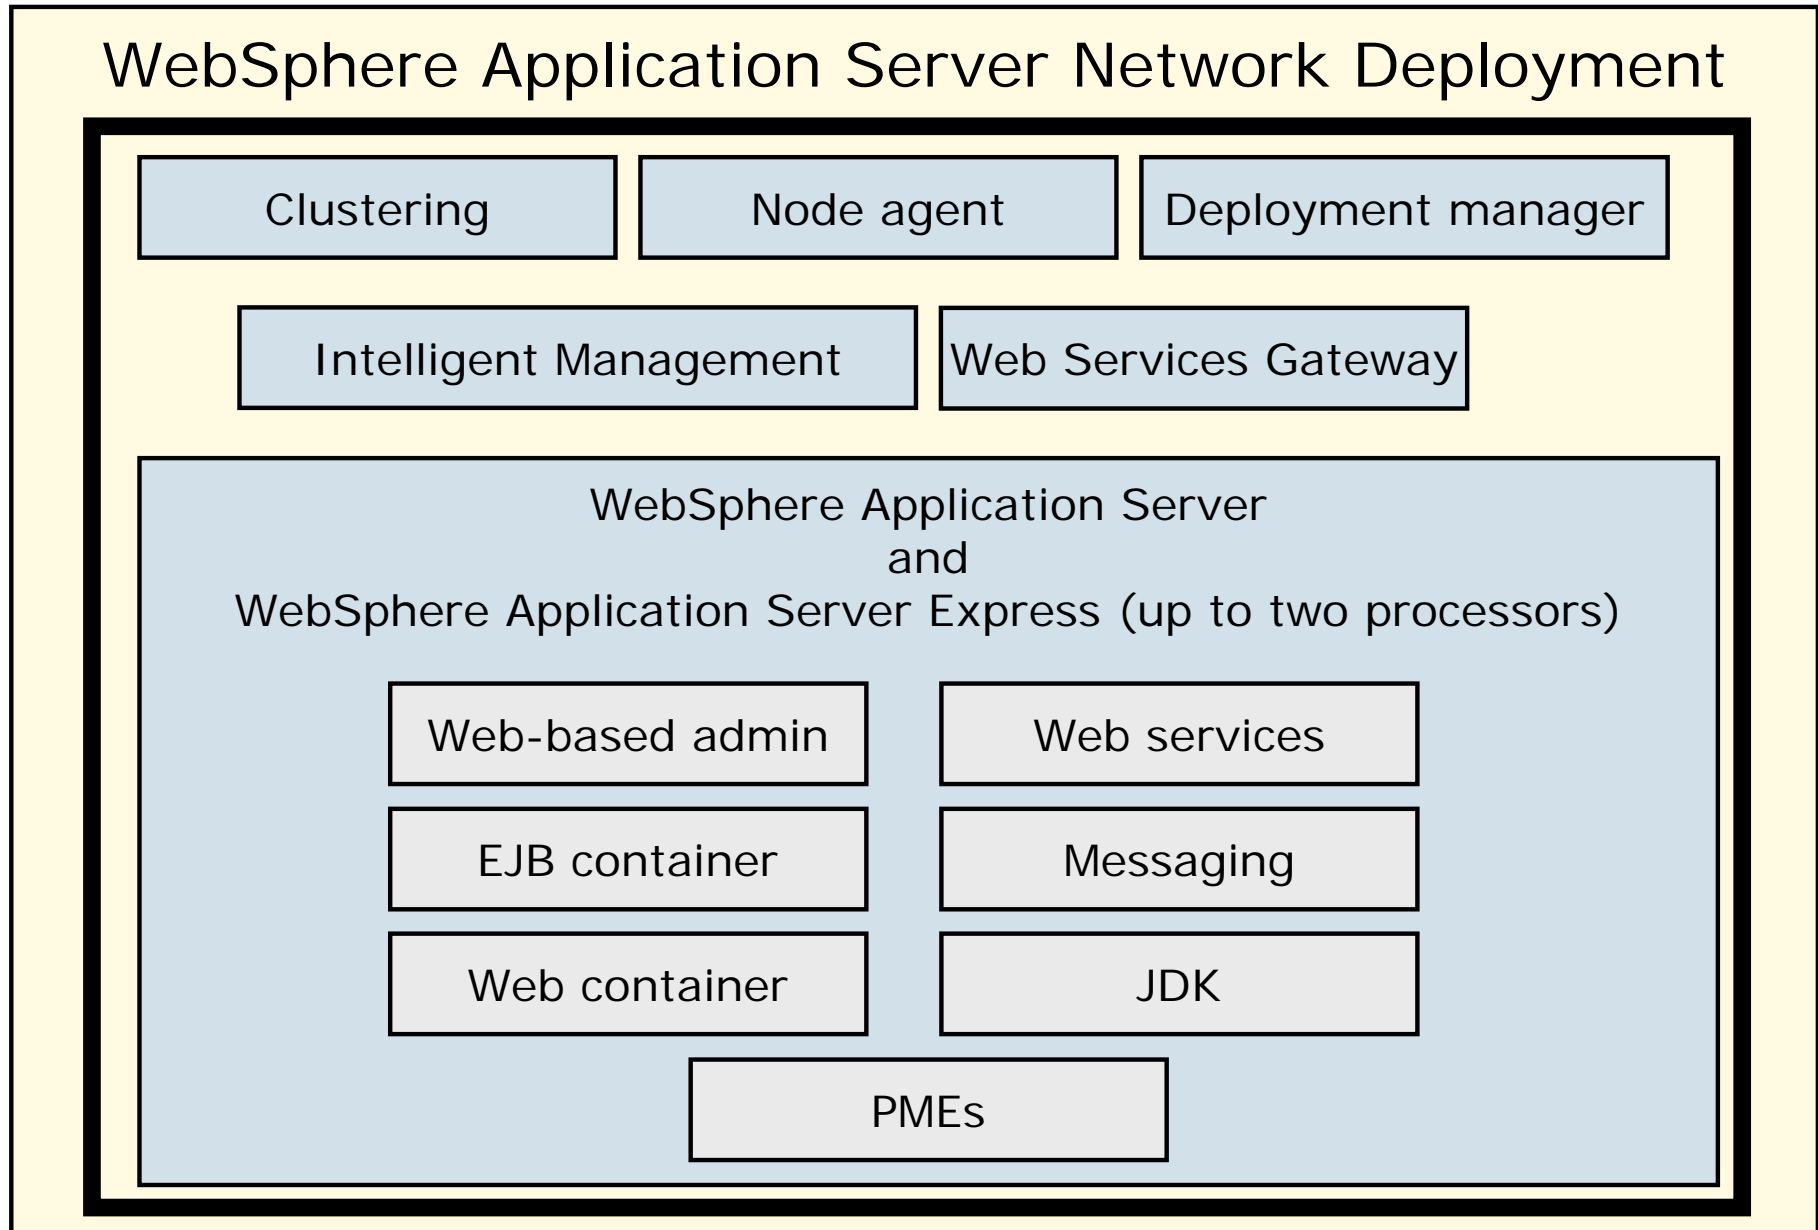 WebSphere Application Server Network Deployment
Clustering
Node agent
Deployment manager
Intelligent Management
Web Services Gateway
WebSphere Application Server
and
WebSphere Application Server Express (up to two processors)
Web-based admin
Web services
EJB container
Messaging
Web container
JDK
PMEs